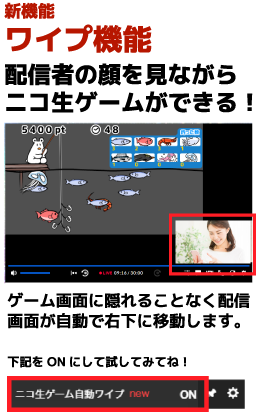 新機能
ワイプ機能
配信者の顔を見ながら
ニコ生ゲームができる！
5400pt
48
LIVE 09:16 / 30:00
ゲーム画面に隠れることなく配信
画面が自動で右下に移動します。
下記をONにして試してみてね！
ニコ生ゲーム自動ワイプ new ON